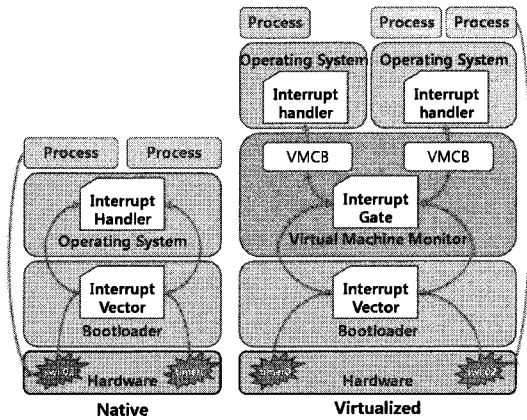 Process
Process
Interrupt
Handler
Operating System
Interrupt
Vector
Bootloader
Hardware
Native
Process
Process
Process
Operating System
Operating System
Interrupt
handler
Interrupt
handler
VMCB
VMCB
Interrupt
Gate
Virtual Machine Monitor
Interrupt
Vector
Bootloader
Hardware
Virtualized